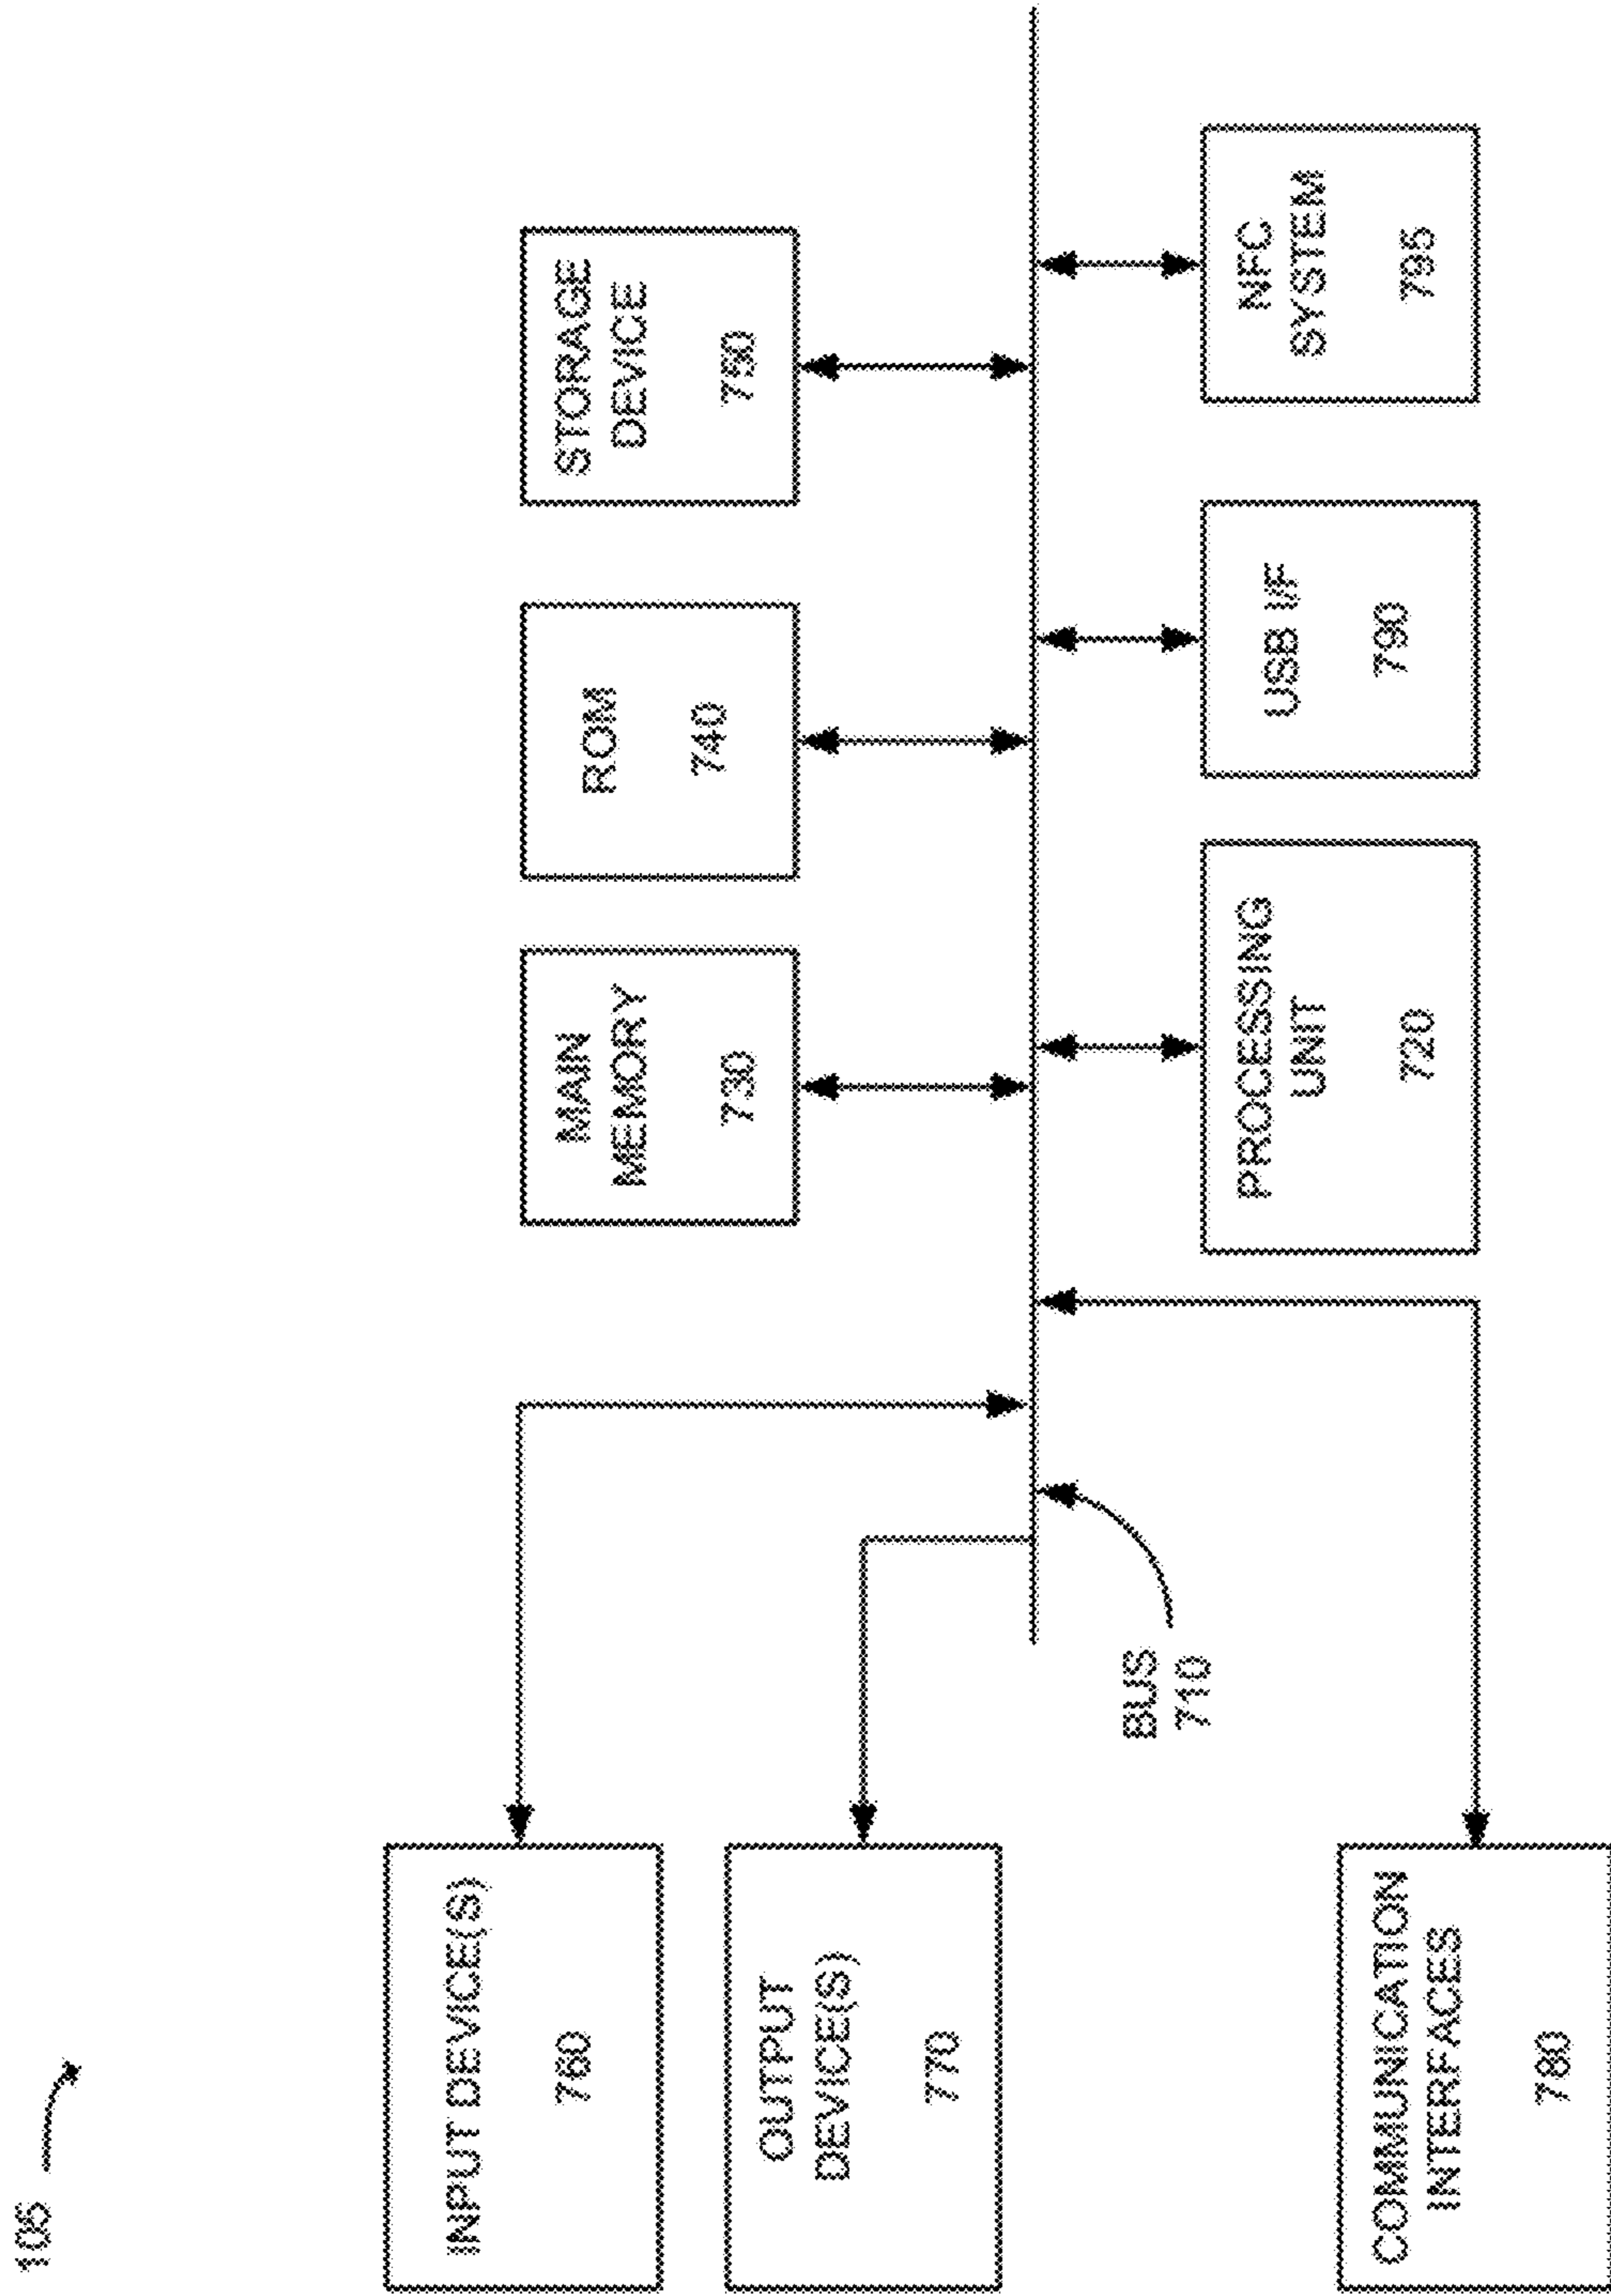 105
INPUT DEVICE(S)
760
OUTPUT
DEVICE(S)
770
COMMUNICATION
INTERFACES
780
BUS
710
MAIN
MEMORY
730
ROM
740
STORAGE
DEVICE
750
PROCESSING
UNIT
720
USB I/F
790
NFC
SYSTEM
795